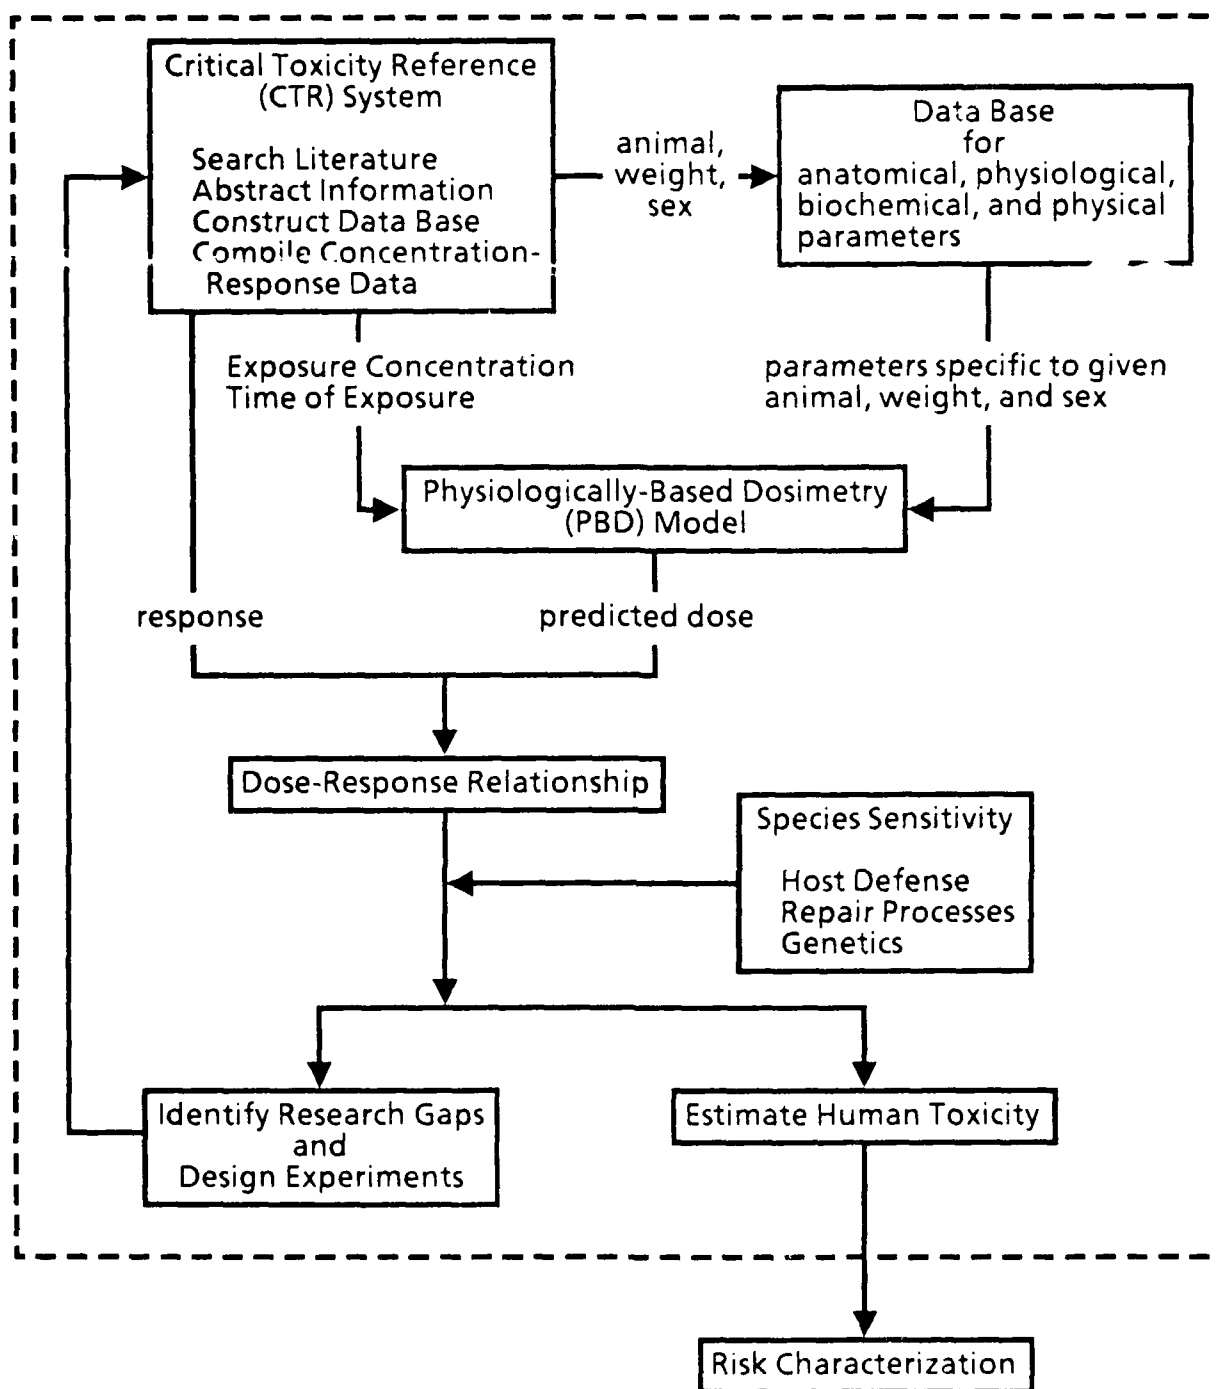 Critical Toxicity Reference
(CTR) System
Search Literature
Abstract Information
Construct Data Base
Compile Concentration-
Response Data
animal,
weight,
sex
Data Base
for
anatomical, physiological,
biochemical, and physical
parameters
Exposure Concentration
Time of Exposure
parameters specific to given
animal, weight, and sex
Physiologically-Based Dosimetry
(PBD) Model
response
predicted dose
Dose-Response Relationship
Species Sensitivity
Host Defense
Repair Processes
Genetics
Identify Research Gaps
and
Design Experiments
Estimate Human Toxicity
Risk Characterization